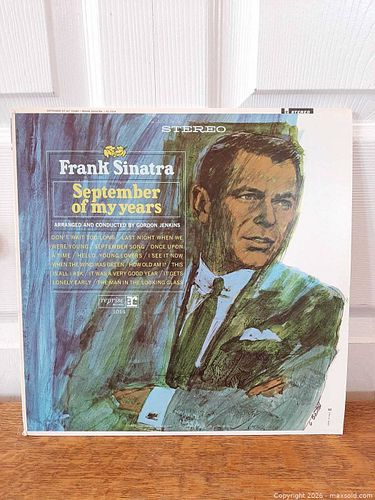 STEREO
STEREO
Frank Sinatra
September
of my years
ARRANGED AND CONDUCTED BY GORDON JENKINS
DON'T WAIT TOO LONG / LAST NIGHT WHEN WE
WERE YOUNG / SEPTEMBER SONG / ONCE UPON
A TIME / HELLO, YOUNG LOVERS / I SEE IT NOW
WHEN THE WIND WAS GREEN / HOW OLD AM I? / THIS
IS ALL I ASK / IT WAS A VERY GOOD YEAR / IT GETS
LONELY EARLY / THE MAN IN THE LOOKING GLASS
reprise
1014
Copyright 2026 - maxsold.com